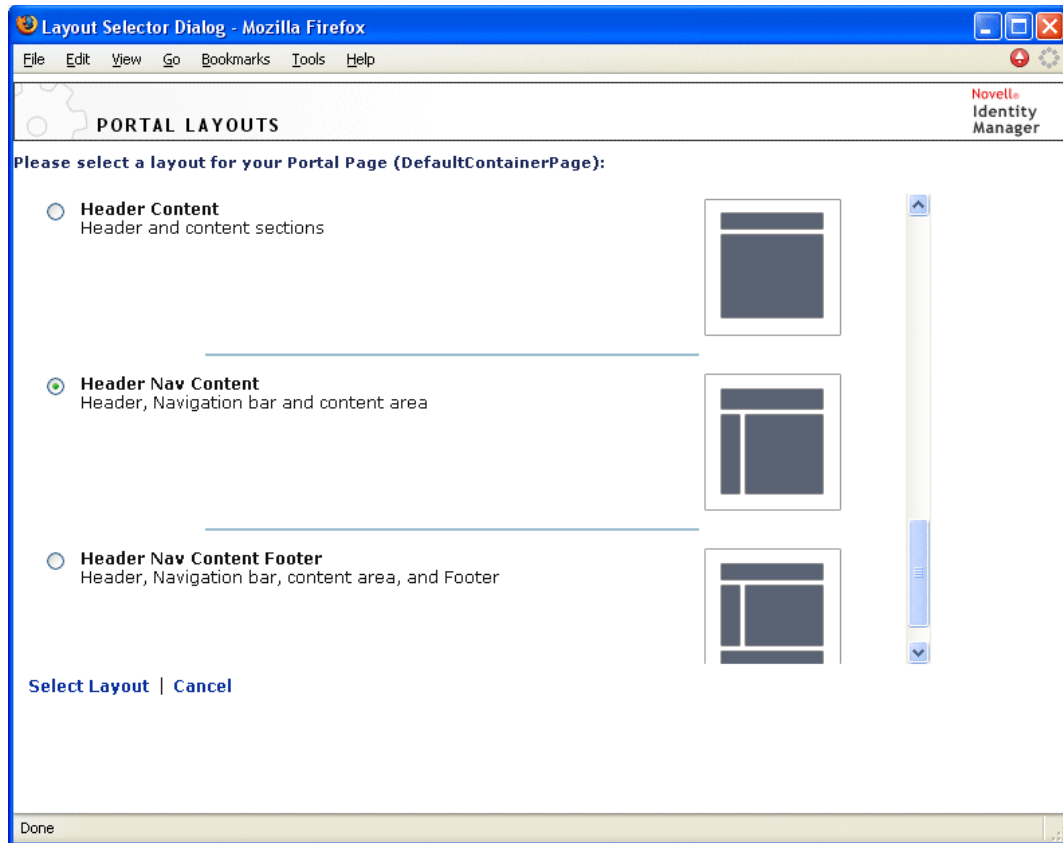 Layout Selector Dialog - Mozilla Firefox
File Edit View Go Bookmarks Tools Help
PORTAL LAYOUTS
Novell®
Identity
Manager
Please select a layout for your Portal Page (DefaultContainerPage):
Header Content
Header and content sections
Header Nav Content
Header, Navigation bar and content area
Header Nav Content Footer
Header, Navigation bar, content area, and Footer
Select Layout | Cancel
Done